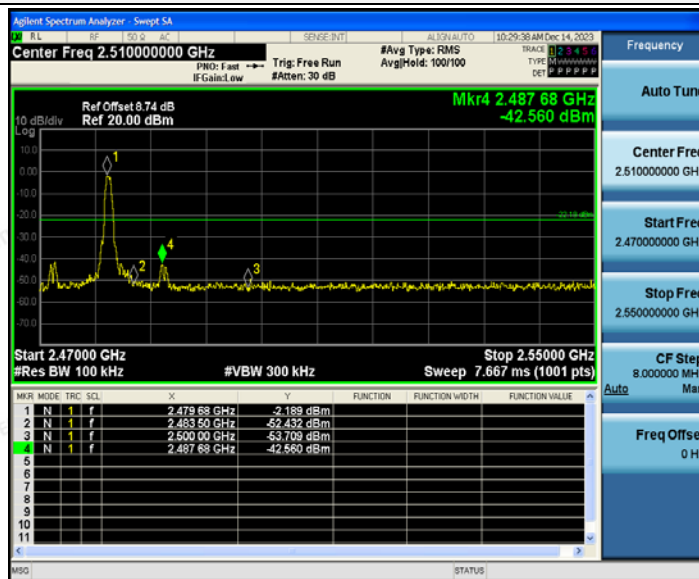 Agilent Spectrum Analyzer - Swept SA
RL RF 50 Ω AC SENSE:INT ALIGN AUTO 10:29:38 AM Dec 14, 2023
Center Freq 2.510000000 GHz
PNO: Fast
IFGain:Low
Trig: Free Run
#Atten: 30 dB
#Avg Type: RMS
Avg|Hold: 100/100
TRACE 1 2 3 4 5 6
TYPE M W W W W W
DET P P P P P P
Frequency
Mkr4 2.487 68 GHz
-42.560 dBm
Ref Offset 8.74 dB
10 dB/div Ref 20.00 dBm
Log
10.0
0.00
-10.0
-20.0
-30.0
-40.0
-50.0
-60.0
-70.0
1
2
3
4
-22.19 dBm
Start 2.47000 GHz Stop 2.55000 GHz
#Res BW 100 kHz #VBW 300 kHz Sweep 7.667 ms (1001 pts)
MKR MODE TRC SCL X Y FUNCTION FUNCTION WIDTH FUNCTION VALUE
1 N 1 f 2.479 68 GHz -2.189 dBm
2 N 1 f 2.483 50 GHz -52.432 dBm
3 N 1 f 2.500 00 GHz -53.709 dBm
4 N 1 f 2.487 68 GHz -42.560 dBm
5
6
7
8
9
10
11
MSG STATUS
Auto Tun
Center Fre
2.510000000 GH
Start Fre
2.470000000 GH
Stop Fre
2.550000000 GH
CF Step
8.000000 MH
Auto Ma
Freq Offse
0 H